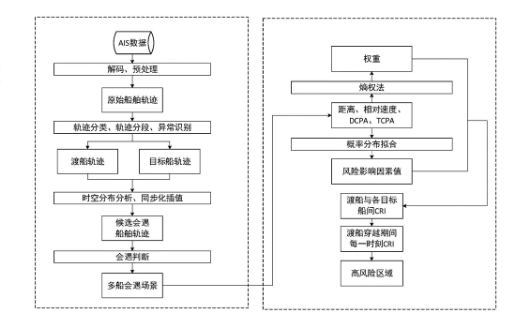 AIS数据
解码、预处理
原始船舶轨迹
轨迹分类、轨迹分段、异常识别
渡船轨迹
目标船轨迹
时空分布分析、同步化插值
候选会遇
船舶轨迹
会遇判断
多船会遇场景
权重
熵权法
距离、相对速度、
DCPA、TCPA
概率分布拟合
风险影响因素值
渡船与各目标
船间CRI
渡船穿越期间
每一时刻CRI
高风险区域